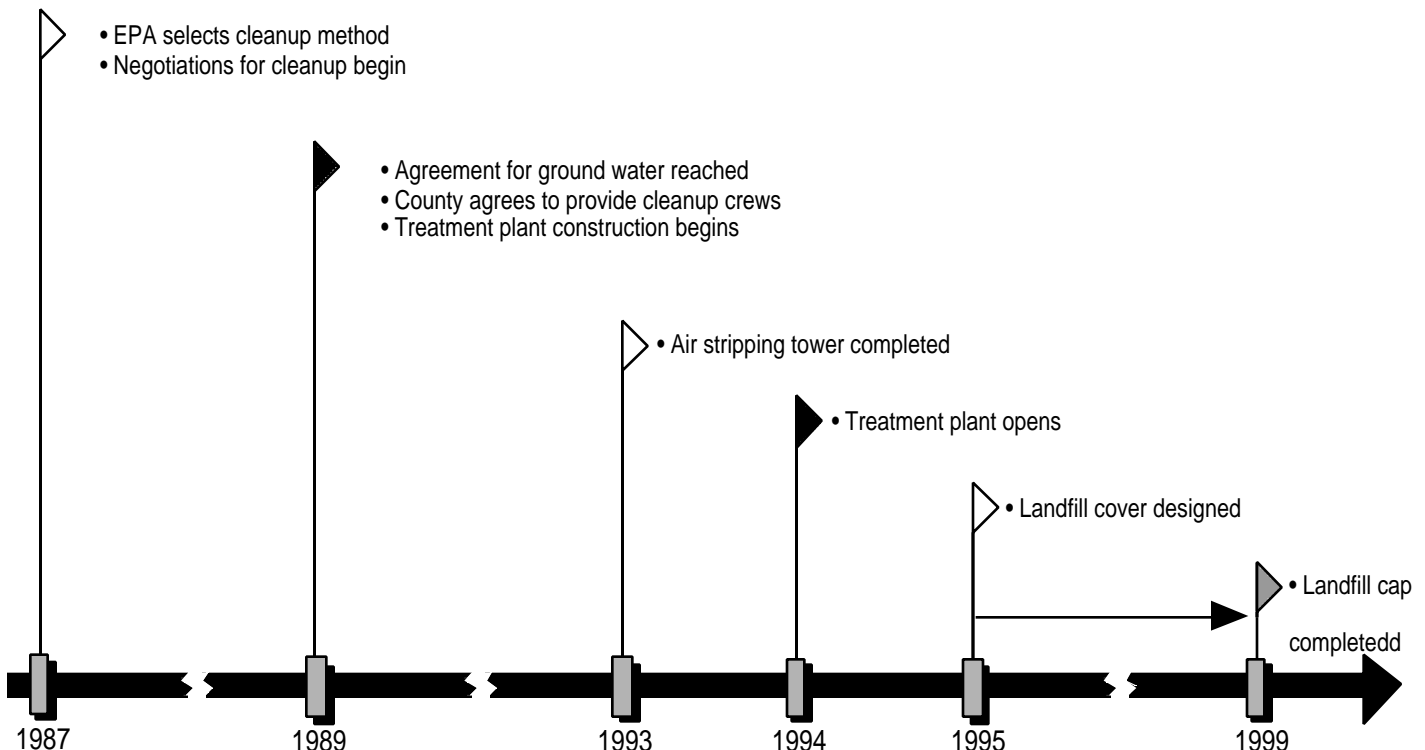 • EPA selects cleanup method
• Negotiations for cleanup begin
• Agreement for ground water reached
• County agrees to provide cleanup crews
• Treatment plant construction begins
• Air stripping tower completed
• Treatment plant opens
• Landfill cover designed
• Landfill cap
completedd
1987
1989
1993
1994
1995
1999